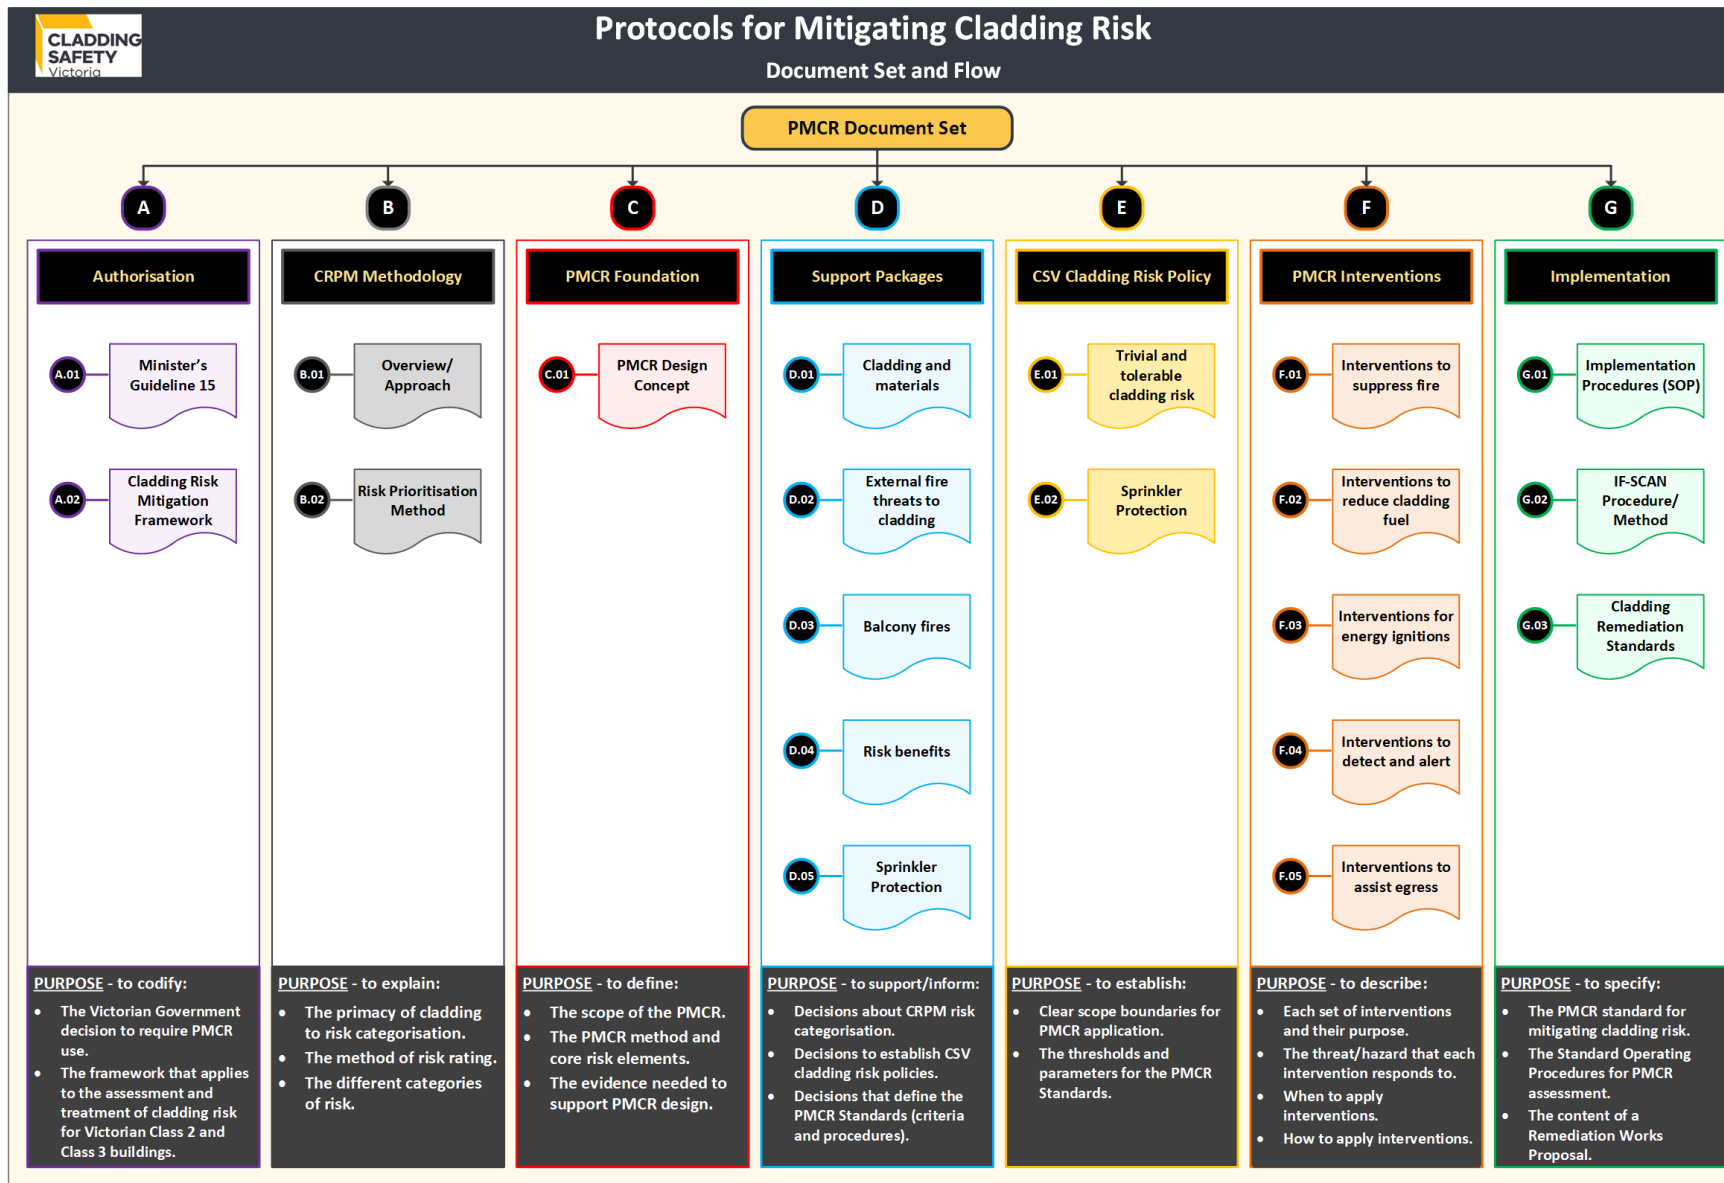 CLADDING
SAFETY
Victoria
Protocols for Mitigating Cladding Risk
Document Set and Flow
PMCR Document Set
A
B
C
D
E
F
G
Authorisation
CRPM Methodology
PMCR Foundation
Support Packages
CSV Cladding Risk Policy
PMCR Interventions
Implementation
A.01
Minister’s
Guideline 15
A.02
Cladding Risk
Mitigation
Framework
B.01
Overview/
Approach
B.02
Risk Prioritisation
Method
C.01
PMCR Design
Concept
D.01
Cladding and
materials
D.02
External fire
threats to
cladding
D.03
Balcony fires
D.04
Risk benefits
D.05
Sprinkler
Protection
E.01
Trivial and
tolerable
cladding risk
E.02
Sprinkler
Protection
F.01
Interventions to
suppress fire
F.02
Interventions to
reduce cladding
fuel
F.03
Interventions for
energy ignitions
F.04
Interventions to
detect and alert
F.05
Interventions to
assist egress
G.01
Implementation
Procedures (SOP)
G.02
IF-SCAN
Procedure/
Method
G.03
Cladding
Remediation
Standards
PURPOSE - to codify:
• The Victorian Government
decision to require PMCR
use.
• The framework that applies
to the assessment and
treatment of cladding risk
for Victorian Class 2 and
Class 3 buildings.
PURPOSE - to explain:
• The primacy of cladding
to risk categorisation.
• The method of risk rating.
• The different categories
of risk.
PURPOSE - to define:
• The scope of the PMCR.
• The PMCR method and
core risk elements.
• The evidence needed to
support PMCR design.
PURPOSE - to support/inform:
• Decisions about CRPM risk
categorisation.
• Decisions to establish CSV
cladding risk policies.
• Decisions that define the
PMCR Standards (criteria
and procedures).
PURPOSE - to establish:
• Clear scope boundaries for
PMCR application.
• The thresholds and
parameters for the PMCR
Standards.
PURPOSE - to describe:
• Each set of interventions
and their purpose.
• The threat/hazard that each
intervention responds to.
• When to apply
interventions.
• How to apply interventions.
PURPOSE - to specify:
• The PMCR standard for
mitigating cladding risk.
• The Standard Operating
Procedures for PMCR
assessment.
• The content of a
Remediation Works
Proposal.